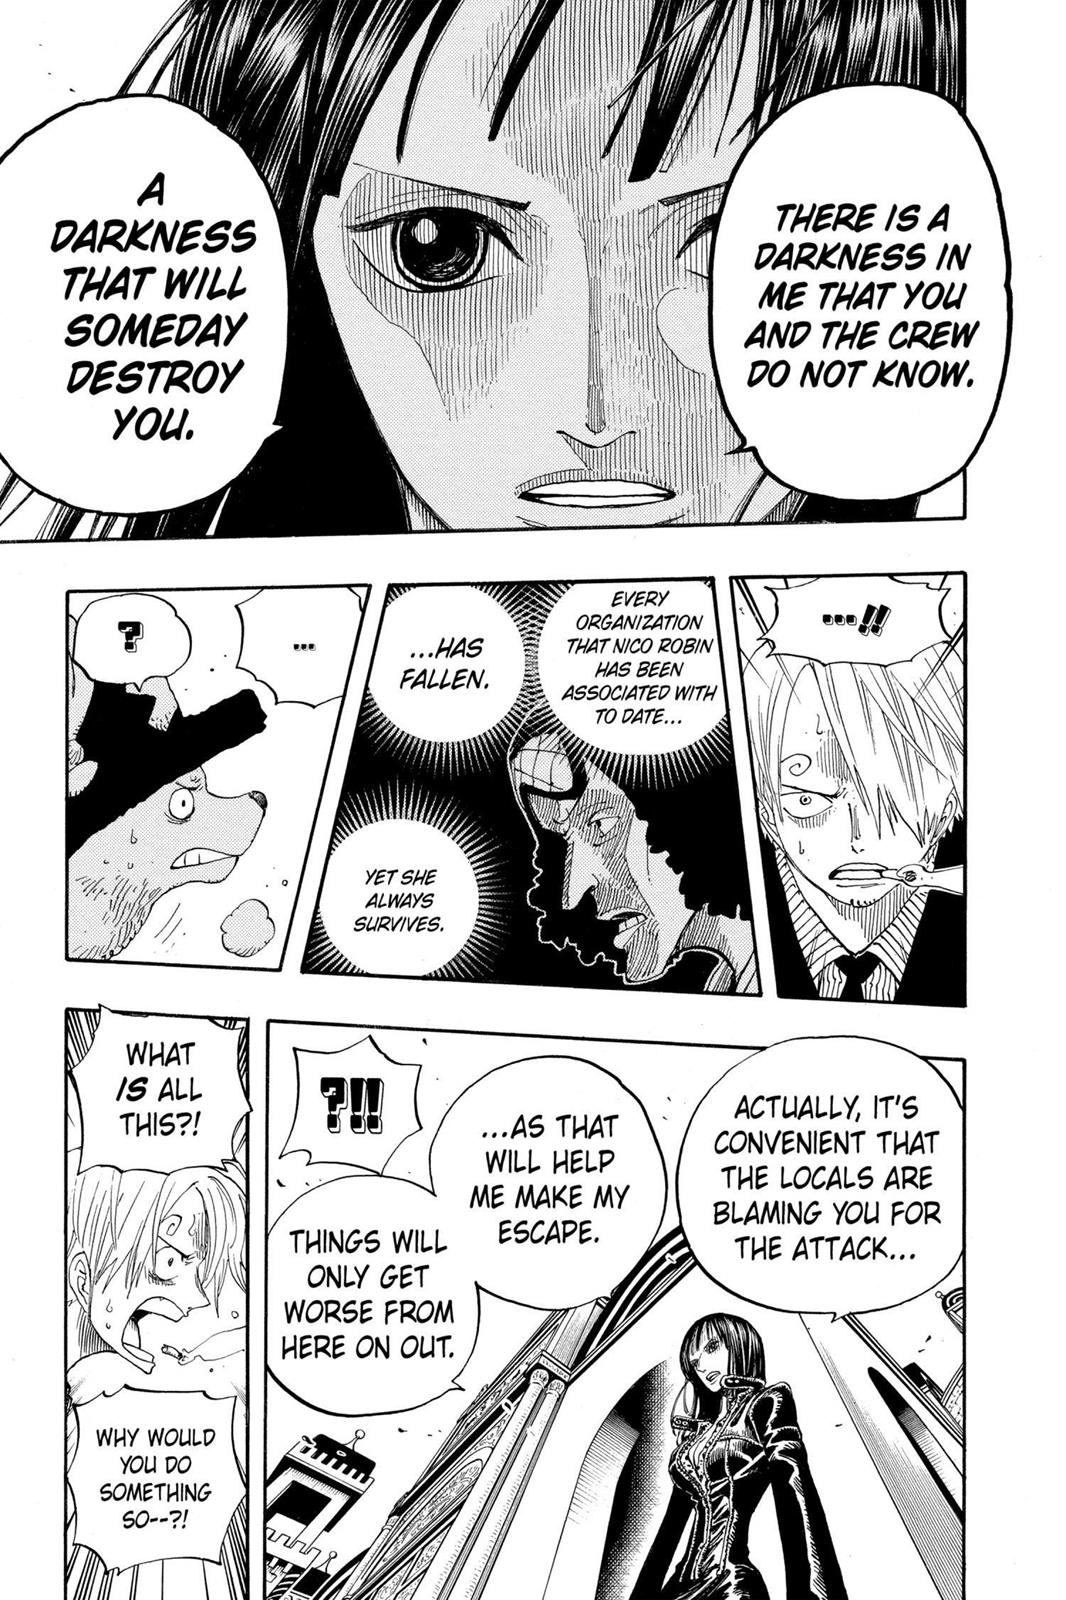 THERE IS A
DARKNESS IN
ME THAT YOU
AND THE CREW
DO NOT KNOW.
A
DARKNESS
THAT WILL
SOMEDAY
DESTROY
YOU.
...!!
EVERY
ORGANIZATION
THAT NICO ROBIN
HAS BEEN
ASSOCIATED WITH
TO DATE...
...HAS
FALLEN.
YET SHE
ALWAYS
SURVIVES.
...
?
ACTUALLY, IT'S
CONVENIENT THAT
THE LOCALS ARE
BLAMING YOU FOR
THE ATTACK...
...AS THAT
WILL HELP
ME MAKE MY
ESCAPE.
THINGS WILL
ONLY GET
WORSE FROM
HERE ON OUT.
?!!
WHAT
IS ALL
THIS?!
WHY WOULD
YOU DO
SOMETHING
SO--?!